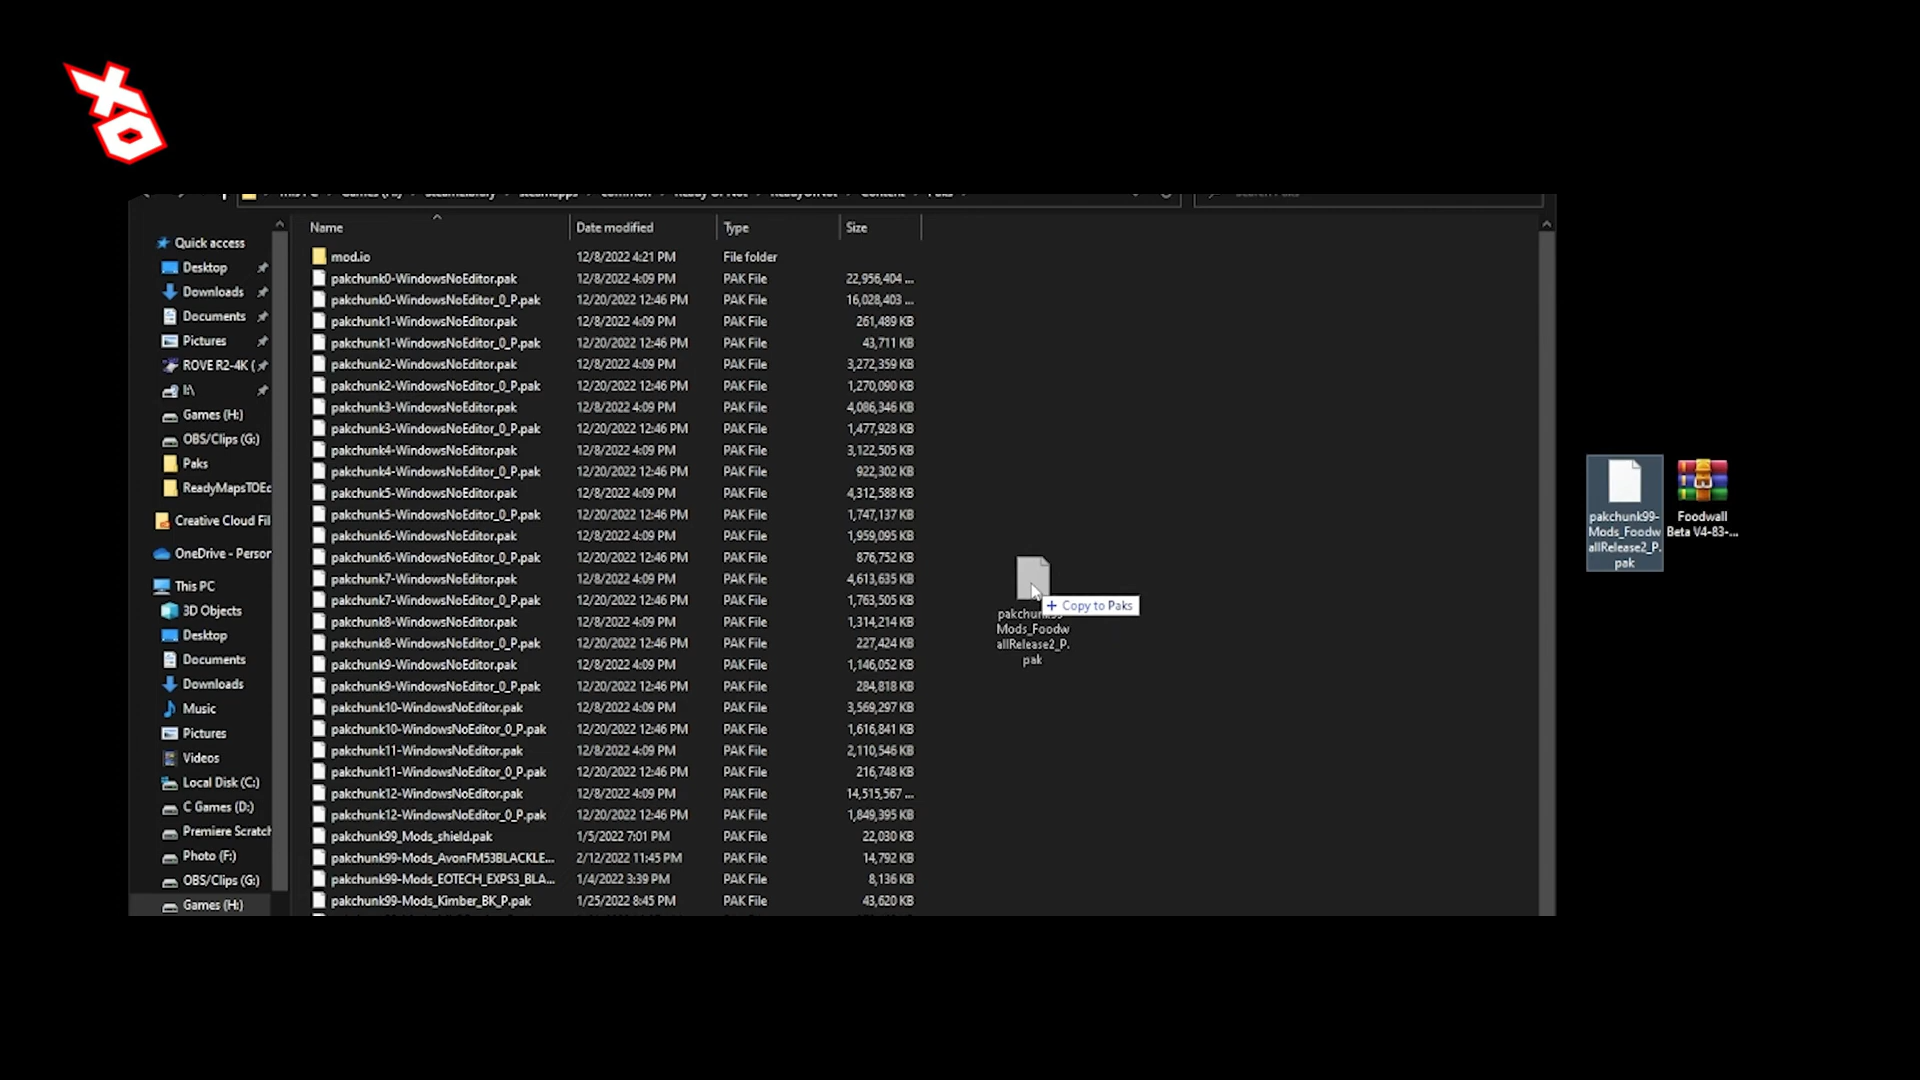 XO
This PC Games (H:) SteamLibrary steamapps common Ready Or Not ReadyOrNot Content Paks
Search Paks
Name Date modified Type Size
mod.io 12/8/2022 4:21 PM File folder
pakchunk0-WindowsNoEditor.pak 12/8/2022 4:09 PM PAK File 22,956,404 ...
pakchunk0-WindowsNoEditor_0_P.pak 12/20/2022 12:46 PM PAK File 16,028,403 ...
pakchunk1-WindowsNoEditor.pak 12/8/2022 4:09 PM PAK File 261,489 KB
pakchunk1-WindowsNoEditor_0_P.pak 12/20/2022 12:46 PM PAK File 43,711 KB
pakchunk2-WindowsNoEditor.pak 12/8/2022 4:09 PM PAK File 3,272,359 KB
pakchunk2-WindowsNoEditor_0_P.pak 12/20/2022 12:46 PM PAK File 1,270,090 KB
pakchunk3-WindowsNoEditor.pak 12/8/2022 4:09 PM PAK File 4,086,346 KB
pakchunk3-WindowsNoEditor_0_P.pak 12/20/2022 12:46 PM PAK File 1,477,928 KB
pakchunk4-WindowsNoEditor.pak 12/8/2022 4:09 PM PAK File 3,122,505 KB
pakchunk4-WindowsNoEditor_0_P.pak 12/20/2022 12:46 PM PAK File 922,302 KB
pakchunk5-WindowsNoEditor.pak 12/8/2022 4:09 PM PAK File 4,312,588 KB
pakchunk5-WindowsNoEditor_0_P.pak 12/20/2022 12:46 PM PAK File 1,747,137 KB
pakchunk6-WindowsNoEditor.pak 12/8/2022 4:09 PM PAK File 1,959,095 KB
pakchunk6-WindowsNoEditor_0_P.pak 12/20/2022 12:46 PM PAK File 876,752 KB
pakchunk7-WindowsNoEditor.pak 12/8/2022 4:09 PM PAK File 4,613,635 KB
pakchunk7-WindowsNoEditor_0_P.pak 12/20/2022 12:46 PM PAK File 1,763,505 KB
pakchunk8-WindowsNoEditor.pak 12/8/2022 4:09 PM PAK File 1,314,214 KB
pakchunk8-WindowsNoEditor_0_P.pak 12/20/2022 12:46 PM PAK File 227,424 KB
pakchunk9-WindowsNoEditor.pak 12/8/2022 4:09 PM PAK File 1,146,052 KB
pakchunk9-WindowsNoEditor_0_P.pak 12/20/2022 12:46 PM PAK File 284,818 KB
pakchunk10-WindowsNoEditor.pak 12/8/2022 4:09 PM PAK File 3,569,297 KB
pakchunk10-WindowsNoEditor_0_P.pak 12/20/2022 12:46 PM PAK File 1,616,841 KB
pakchunk11-WindowsNoEditor.pak 12/8/2022 4:09 PM PAK File 2,110,546 KB
pakchunk11-WindowsNoEditor_0_P.pak 12/20/2022 12:46 PM PAK File 216,748 KB
pakchunk12-WindowsNoEditor.pak 12/8/2022 4:09 PM PAK File 14,515,567 ...
pakchunk12-WindowsNoEditor_0_P.pak 12/20/2022 12:46 PM PAK File 1,849,395 KB
pakchunk99_Mods_shield.pak 1/5/2022 7:01 PM PAK File 22,030 KB
pakchunk99-Mods_AvonFM53BLACKLE... 2/12/2022 11:45 PM PAK File 14,792 KB
pakchunk99-Mods_EOTECH_EXPS3_BLA... 1/4/2022 3:39 PM PAK File 8,136 KB
pakchunk99-Mods_Kimber_BK_P.pak 1/25/2022 8:45 PM PAK File 43,620 KB
Quick access
Desktop
Downloads
Documents
Pictures
ROVE R2-4K (
I:\
Games (H:)
OBS/Clips (G:)
Paks
ReadyMapsTOEd
Creative Cloud Fil
OneDrive - Person
This PC
3D Objects
Desktop
Documents
Downloads
Music
Pictures
Videos
Local Disk (C:)
C Games (D:)
Premiere Scratch
Photo (F:)
OBS/Clips (G:)
Games (H:)
+ Copy to Paks
pakchunk99-
Mods_Foodw
allRelease2_P.
pak
pakchunk99-
Mods_Foodw
allRelease2_P.
pak
Foodwall
Beta V4-83-...